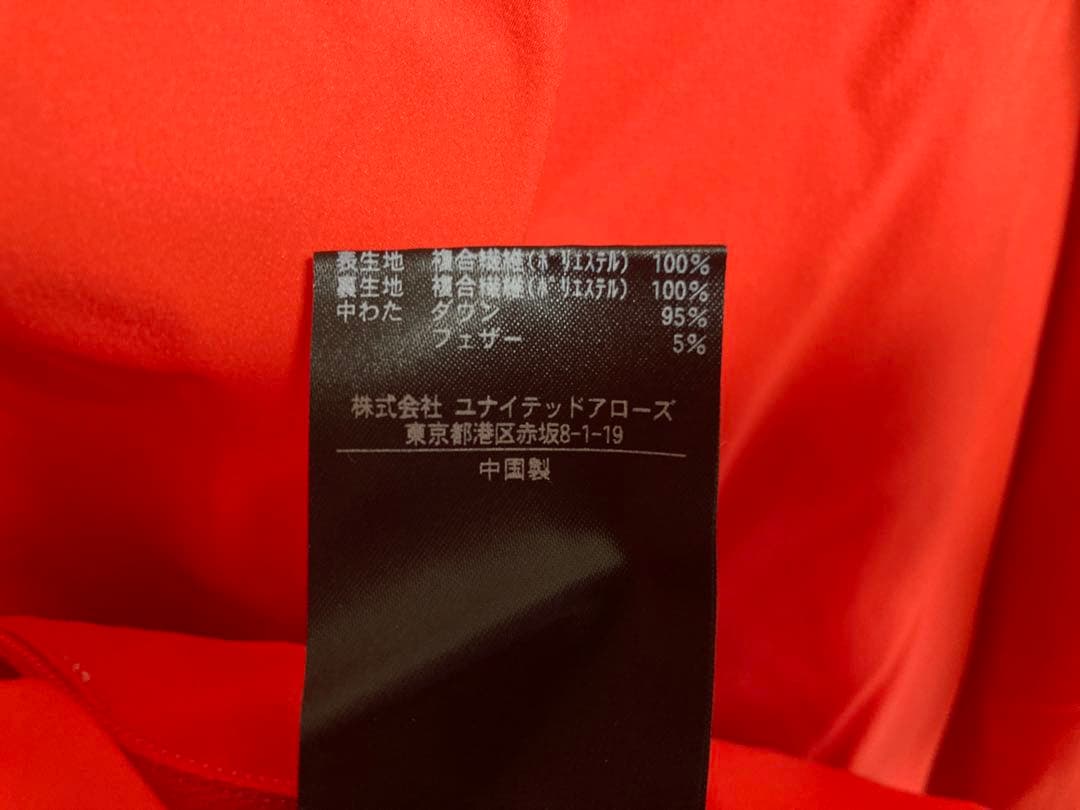 表生地 複合繊維(ﾎﾟﾘｴｽﾃﾙ) 100%
裏生地 複合繊維(ﾎﾟﾘｴｽﾃﾙ) 100%
中わた ダウン 95%
フェザー 5%
株式会社 ユナイテッドアローズ
東京都港区赤坂8-1-19
中国製